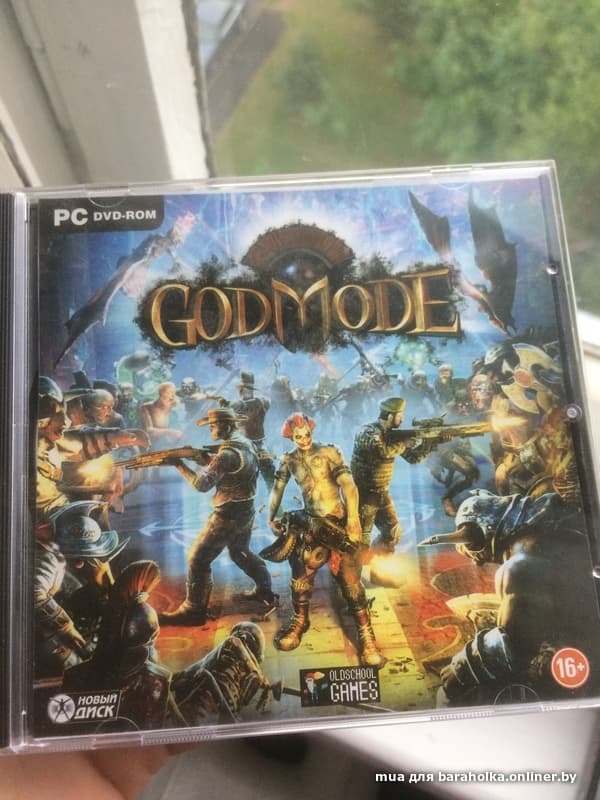 PC DVD-ROM
GODMODE
OLDSCHOOL
GAMES
16+
НОВЫЙ
ДИСК
mua для baraholka.onliner.by